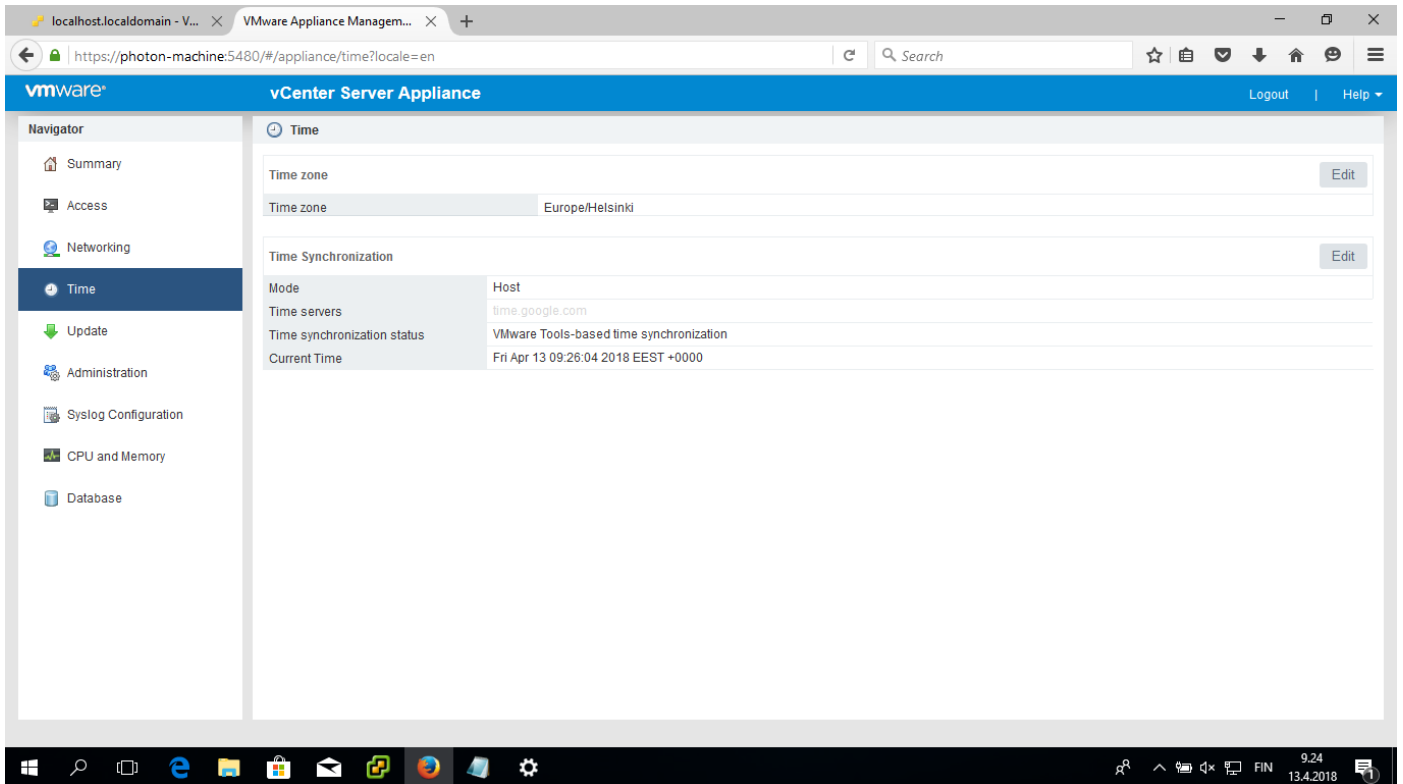 localhost.localdomain - V...
VMware Appliance Managem...
https://photon-machine:5480/#/appliance/time?locale=en
Search
vmware
vCenter Server Appliance
Logout | Help
Navigator
Summary
Access
Networking
Time
Update
Administration
Syslog Configuration
CPU and Memory
Database
Time
Time zone
Edit
Time zone Europe/Helsinki
Time Synchronization
Edit
Mode Host
Time servers time.google.com
Time synchronization status VMware Tools-based time synchronization
Current Time Fri Apr 13 09:26:04 2018 EEST +0000
FIN
9.24
13.4.2018
1